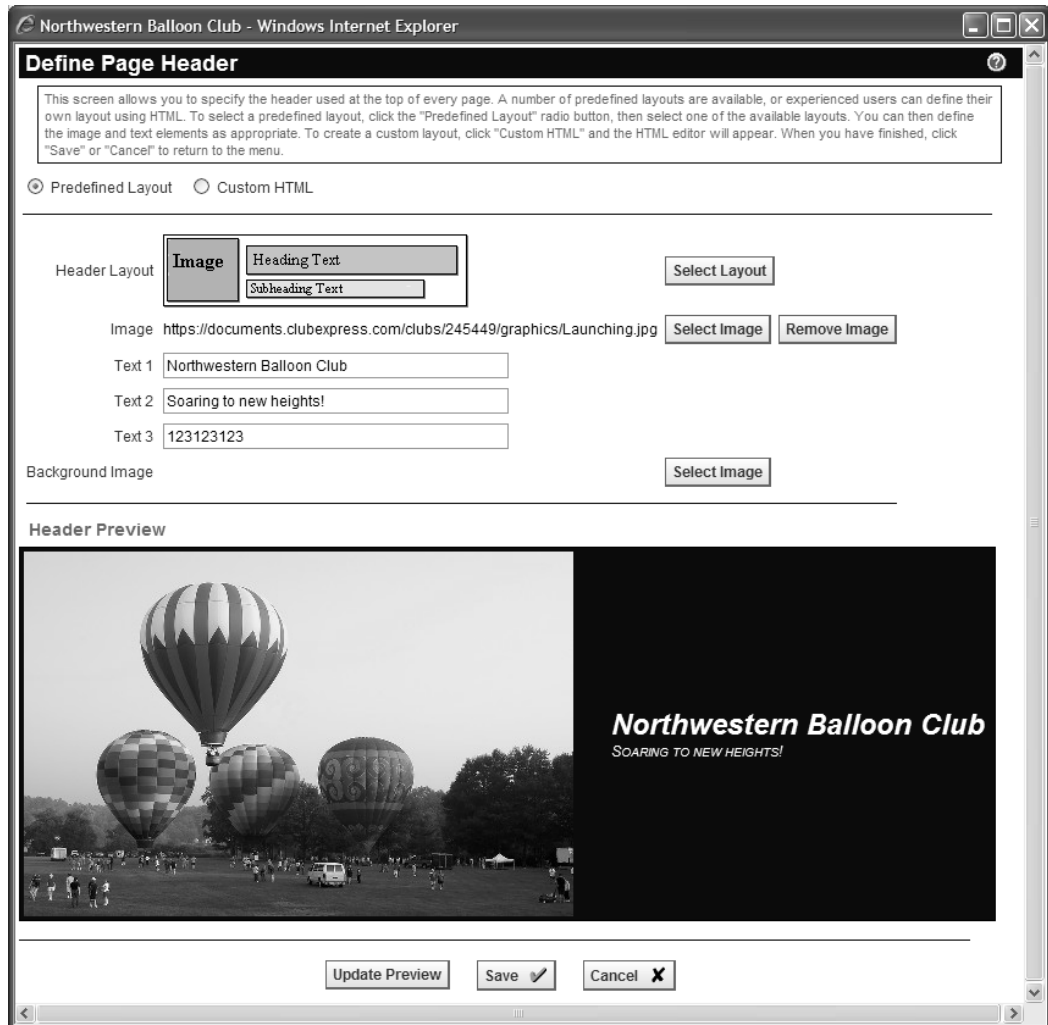 Northwestern Balloon Club - Windows Internet Explorer
Define Page Header
This screen allows you to specify the header used at the top of every page. A number of predefined layouts are available, or experienced users can define their
own layout using HTML. To select a predefined layout, click the "Predefined Layout" radio button, then select one of the available layouts. You can then define
the image and text elements as appropriate. To create a custom layout, click "Custom HTML" and the HTML editor will appear. When you have finished, click
"Save" or "Cancel" to return to the menu.
Predefined Layout Custom HTML
Header Layout Image Heading Text Select Layout
Subheading Text
Image https://documents.clubexpress.com/clubs/245449/graphics/Launching.jpg Select Image Remove Image
Text 1 Northwestern Balloon Club
Text 2 Soaring to new heights!
Text 3 123123123
Background Image Select Image
Header Preview
Northwestern Balloon Club
SOARING TO NEW HEIGHTS!
Update Preview Save Cancel